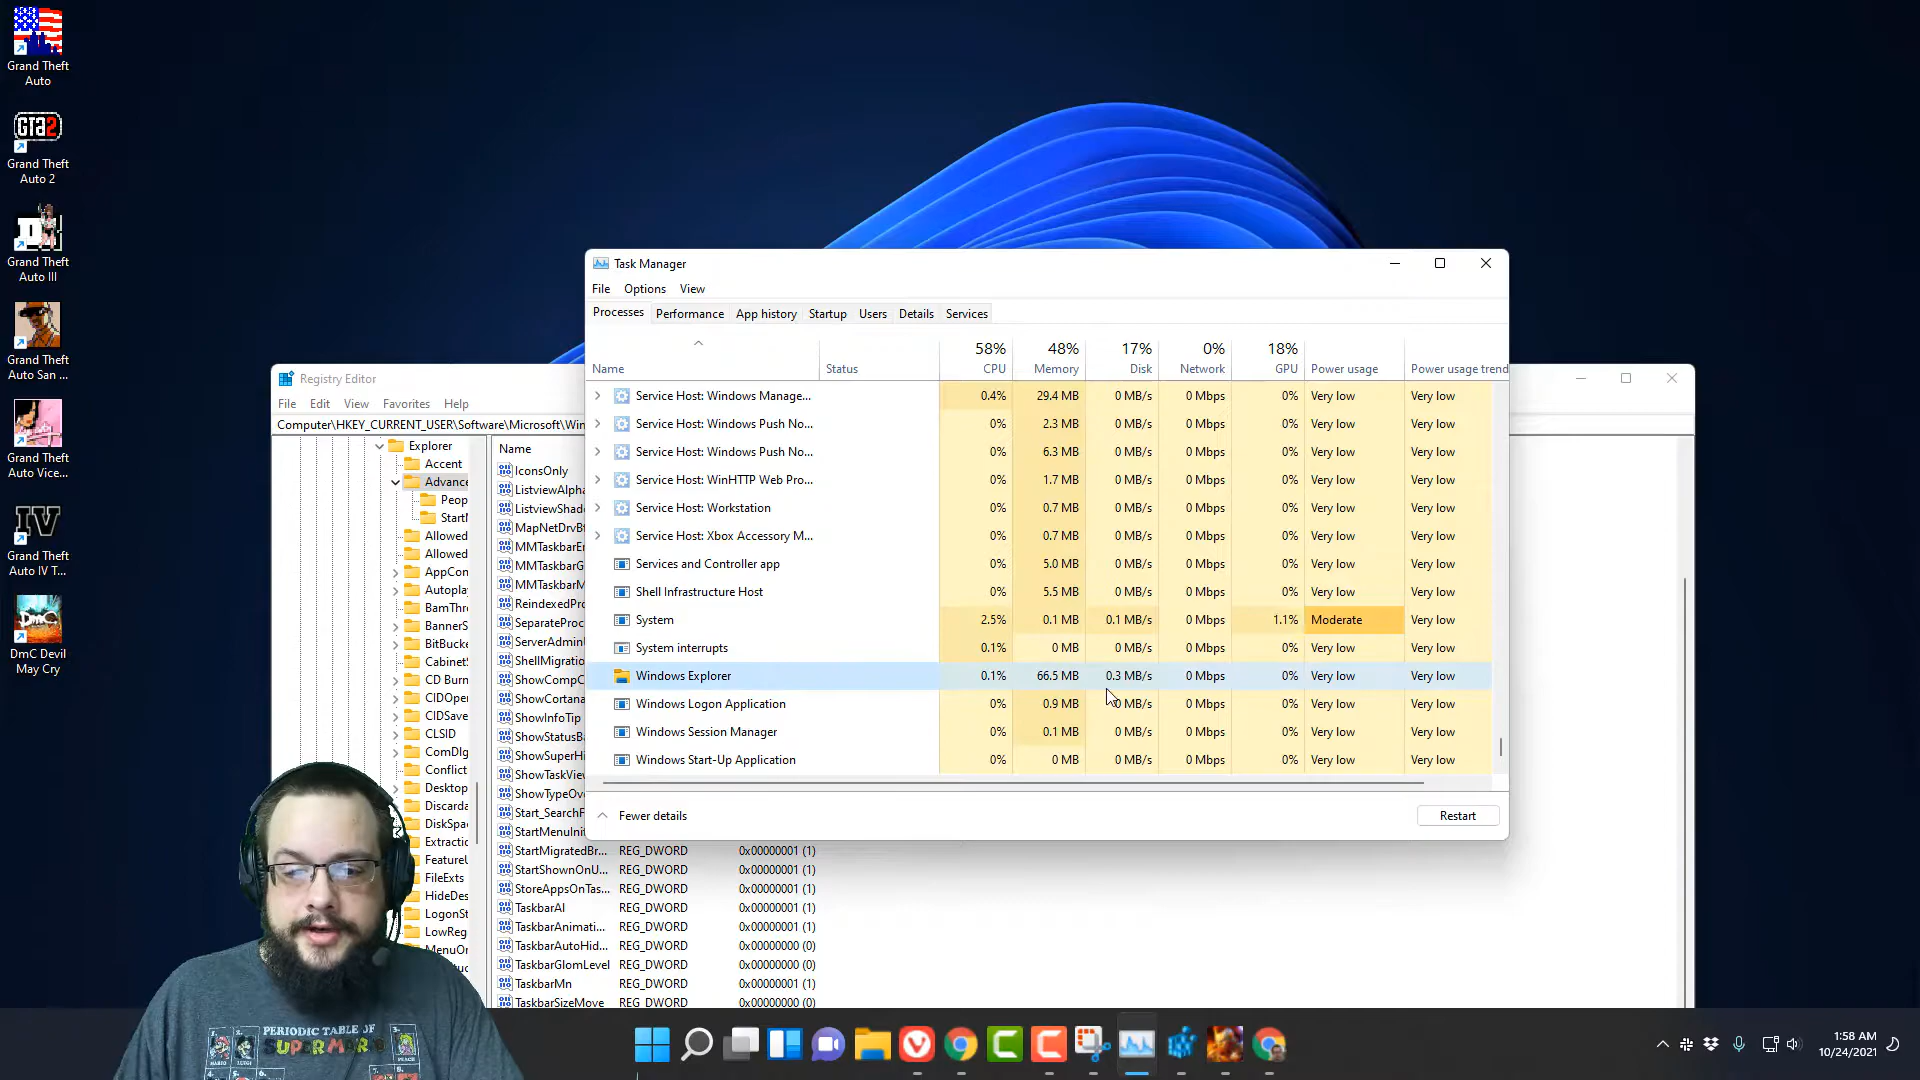 Grand Theft
Auto
GTA2
Grand Theft
Auto 2
Grand Theft
Auto III
Grand Theft
Auto San ...
Grand Theft
Auto Vice...
IV
Grand Theft
Auto IV T...
DmC Devil
May Cry
Registry Editor
File Edit View Favorites Help
Computer\HKEY_CURRENT_USER\Software\Microsoft\Win
Explorer
Accent
Advance
Peop
Start
Allowed
Allowed
AppCon
Autoplay
BamThro
BannerS
BitBucke
Cabinet
CD Burn
CIDOpe
CIDSave
CLSID
ComDlg
Conflict
Desktop
Discarda
DiskSpa
Extractic
FeatureU
FileExts
HideDes
LogonSt
LowReg
MenuOr
Name
IconsOnly
ListviewAlpha
ListviewShade
MapNetDrvBt
MMTaskbarEn
MMTaskbarG
MMTaskbarM
ReindexedPro
SeparateProc
ServerAdminU
ShellMigratio
ShowCompC
ShowCortana
ShowInfoTip
ShowStatusBa
ShowSuperHi
ShowTaskView
ShowTypeOve
Start_SearchF
StartMenuInit
StartMigratedBr... REG_DWORD 0x00000001 (1)
StartShownOnU... REG_DWORD 0x00000001 (1)
StoreAppsOnTas... REG_DWORD 0x00000001 (1)
TaskbarAl REG_DWORD 0x00000001 (1)
TaskbarAnimati... REG_DWORD 0x00000001 (1)
TaskbarAutoHid... REG_DWORD 0x00000000 (0)
TaskbarGlomLevel REG_DWORD 0x00000000 (0)
TaskbarMn REG_DWORD 0x00000001 (1)
TaskbarSizeMove REG_DWORD 0x00000000 (0)
Task Manager
File Options View
Processes Performance App history Startup Users Details Services
58% 48% 17% 0% 18%
Name Status CPU Memory Disk Network GPU Power usage Power usage trend
Service Host: Windows Manage... 0.4% 29.4 MB 0 MB/s 0 Mbps 0% Very low Very low
Service Host: Windows Push No... 0% 2.3 MB 0 MB/s 0 Mbps 0% Very low Very low
Service Host: Windows Push No... 0% 6.3 MB 0 MB/s 0 Mbps 0% Very low Very low
Service Host: WinHTTP Web Pro... 0% 1.7 MB 0 MB/s 0 Mbps 0% Very low Very low
Service Host: Workstation 0% 0.7 MB 0 MB/s 0 Mbps 0% Very low Very low
Service Host: Xbox Accessory M... 0% 0.7 MB 0 MB/s 0 Mbps 0% Very low Very low
Services and Controller app 0% 5.0 MB 0 MB/s 0 Mbps 0% Very low Very low
Shell Infrastructure Host 0% 5.5 MB 0 MB/s 0 Mbps 0% Very low Very low
System 2.5% 0.1 MB 0.1 MB/s 0 Mbps 1.1% Moderate Very low
System interrupts 0.1% 0 MB 0 MB/s 0 Mbps 0% Very low Very low
Windows Explorer 0.1% 66.5 MB 0.3 MB/s 0 Mbps 0% Very low Very low
Windows Logon Application 0% 0.9 MB 0 MB/s 0 Mbps 0% Very low Very low
Windows Session Manager 0% 0.1 MB 0 MB/s 0 Mbps 0% Very low Very low
Windows Start-Up Application 0% 0 MB 0 MB/s 0 Mbps 0% Very low Very low
Fewer details Restart
PERIODIC TABLE OF
SUPER MARIO
1:58 AM
10/24/2021